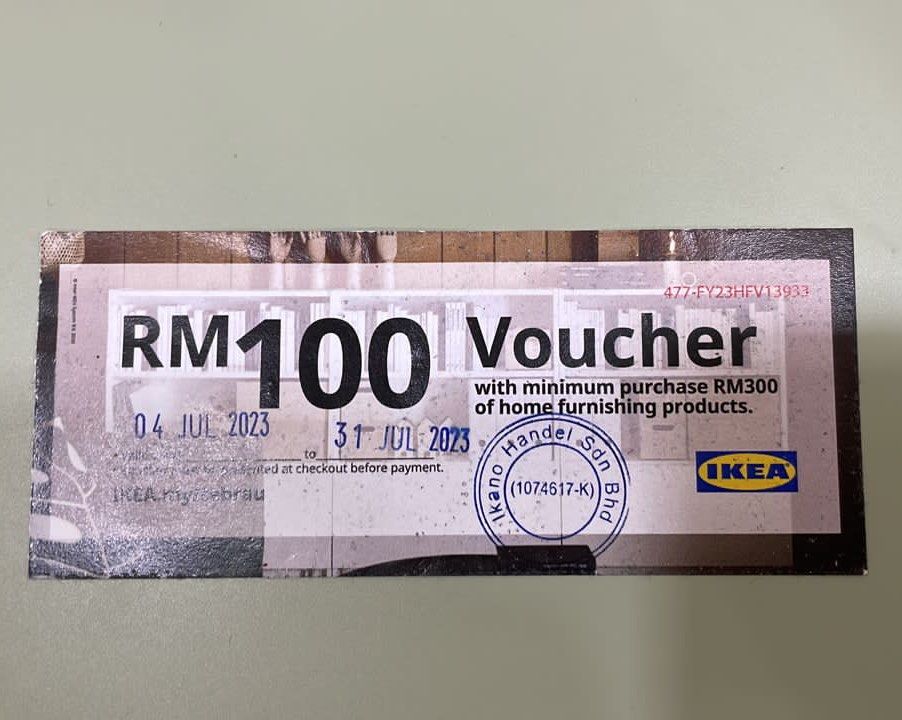 477-FY23HFV13933
RM100 Voucher
with minimum purchase RM300
of home furnishing products.
04 JUL 2023 to 31 JUL 2023
at checkout before payment.
IKEA
Ikano Handel Sdn Bhd
(1074617-K)